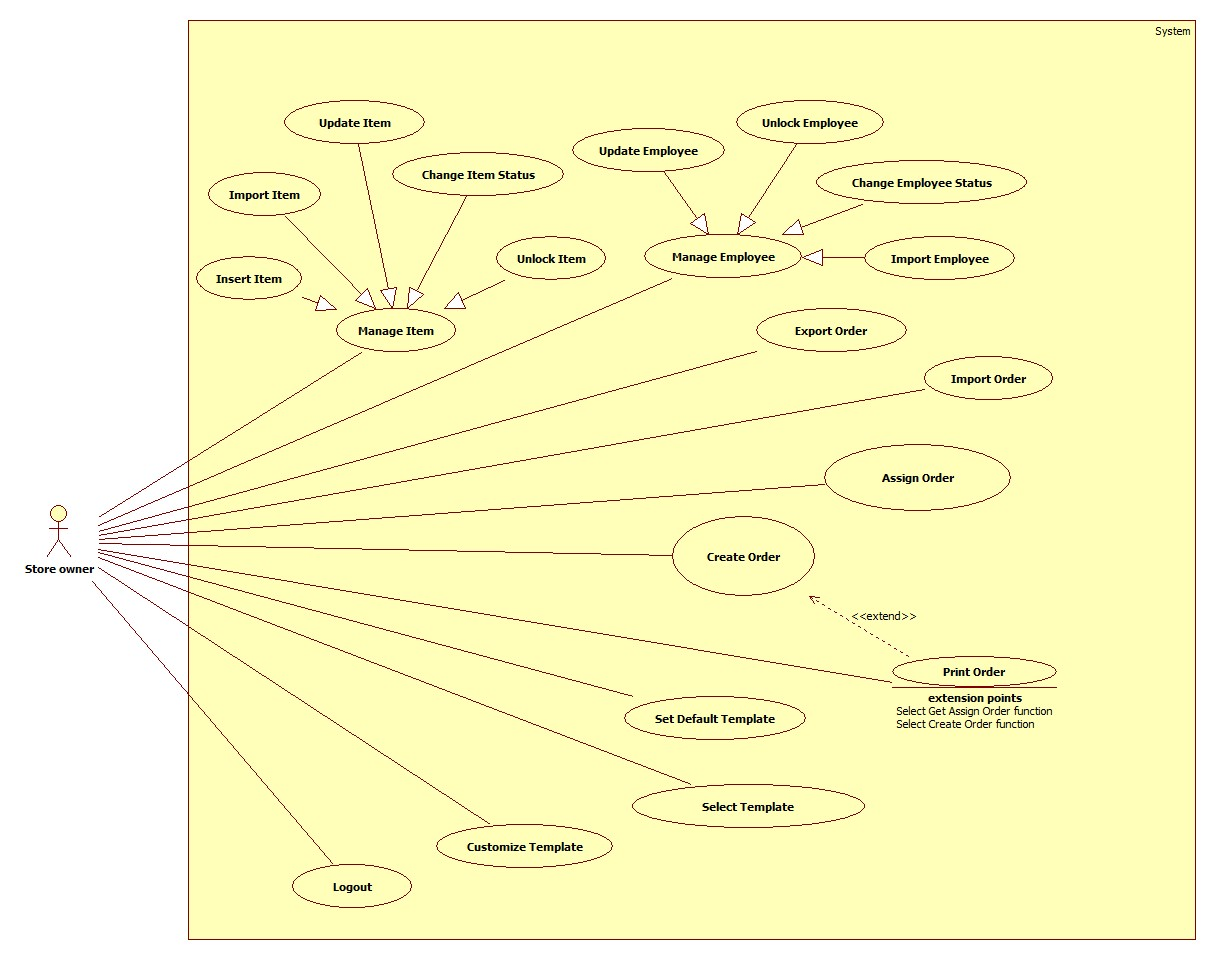 System
Update Item
Unlock Employee
Update Employee
Change Item Status
Change Employee Status
Import Item
Manage Employee
Import Employee
Unlock Item
Insert Item
Manage Item
Export Order
Import Order
Assign Order
Create Order
Store owner
<<extend>>
Print Order
extension points
Select Get Assign Order function
Select Create Order function
Set Default Template
Select Template
Customize Template
Logout